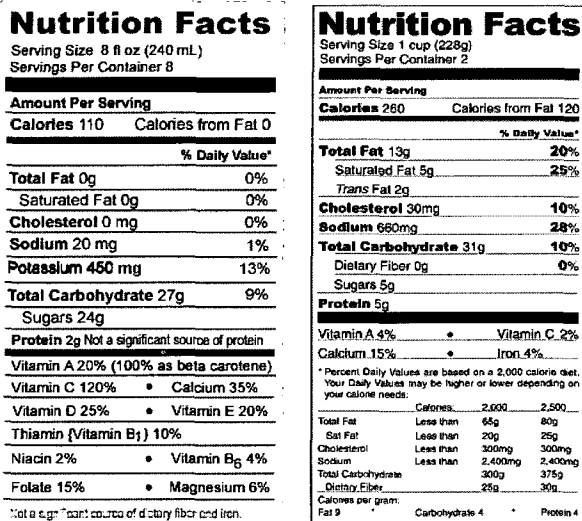 Nutrition Facts
Serving Size 8 fl oz (240 mL)
Servings Per Container 8
Amount Per Serving
Calories 110 Calories from Fat 0
% Daily Value*
Total Fat 0g 0%
Saturated Fat 0g 0%
Cholesterol 0 mg 0%
Sodium 20 mg 1%
Potassium 450 mg 13%
Total Carbohydrate 27g 9%
Sugars 24g
Protein 2g Not a significant source of protein
Vitamin A 20% (100% as beta carotene)
Vitamin C 120% • Calcium 35%
Vitamin D 25% • Vitamin E 20%
Thiamin (Vitamin B1) 10%
Niacin 2% • Vitamin B6 4%
Folate 15% • Magnesium 6%
Not a significant source of dietary fiber and iron.
Nutrition Facts
Serving Size 1 cup (228g)
Servings Per Container 2
Amount Per Serving
Calories 260 Calories from Fat 120
% Daily Value*
Total Fat 13g 20%
Saturated Fat 5g 25%
Trans Fat 2g
Cholesterol 30mg 10%
Sodium 660mg 28%
Total Carbohydrate 31g 10%
Dietary Fiber 0g 0%
Sugars 5g
Protein 5g
Vitamin A 4% • Vitamin C 2%
Calcium 15% • Iron 4%
* Percent Daily Values are based on a 2,000 calorie diet.
Your Daily Values may be higher or lower depending on
your calorie needs:
Calories: 2,000 2,500
Total Fat Less than 65g 80g
Sat Fat Less than 20g 25g
Cholesterol Less than 300mg 300mg
Sodium Less than 2,400mg 2,400mg
Total Carbohydrate 300g 375g
Dietary Fiber 25g 30g
Calories per gram:
Fat 9 • Carbohydrate 4 • Protein 4